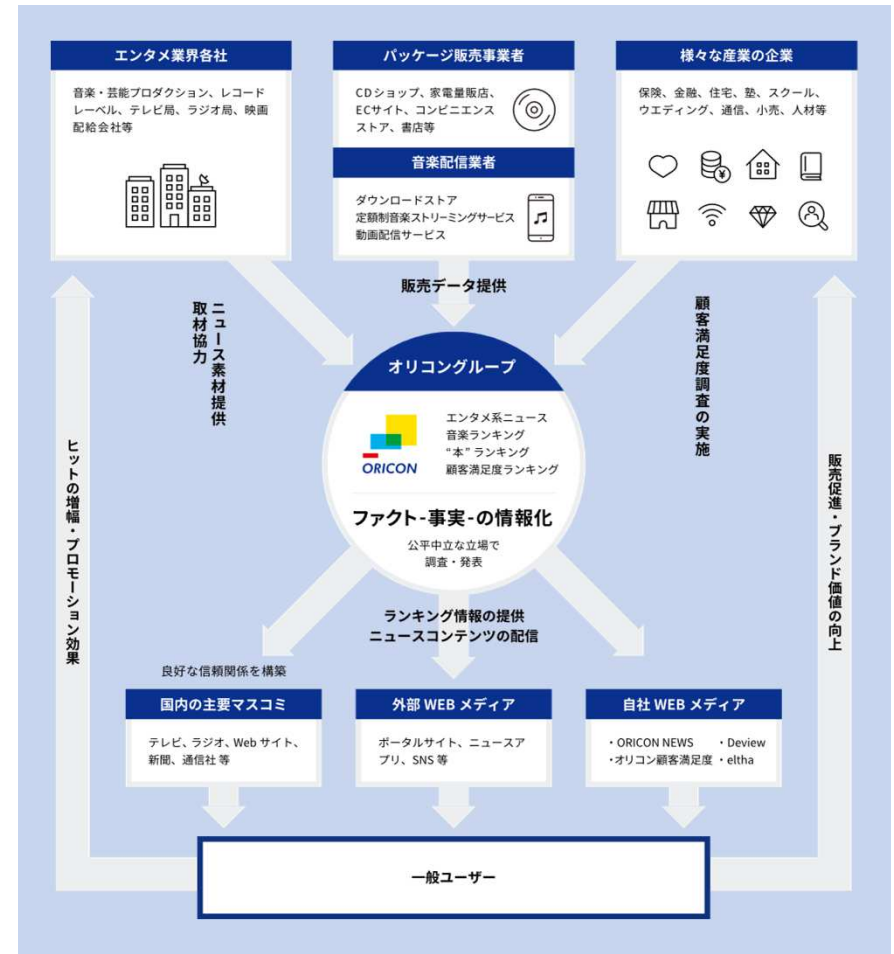 エンタメ業界各社
音楽・芸能プロダクション、レコード
レーベル、テレビ局、ラジオ局、映画
配給会社等
パッケージ販売事業者
CDショップ、家電量販店、
ECサイト、コンビニエンス
ストア、書店等
音楽配信業者
ダウンロードストア
定額制音楽ストリーミングサービス
動画配信サービス
様々な産業の企業
保険、金融、住宅、塾、スクール、
ウエディング、通信、小売、人材等
¥
ニュース素材提供
取材協力
販売データ提供
顧客満足度調査の実施
オリコングループ
ORICON
エンタメ系ニュース
音楽ランキング
“本” ランキング
顧客満足度ランキング
ファクト-事実-の情報化
公平中立な立場で
調査・発表
ヒットの増幅・プロモーション効果
販売促進・ブランド価値の向上
ランキング情報の提供
ニュースコンテンツの配信
良好な信頼関係を構築
国内の主要マスコミ
テレビ、ラジオ、Web サイト、
新聞、通信社 等
外部 WEB メディア
ポータルサイト、ニュースア
プリ、SNS 等
自社 WEB メディア
・ORICON NEWS ・Deview
・オリコン顧客満足度 ・eltha
一般ユーザー